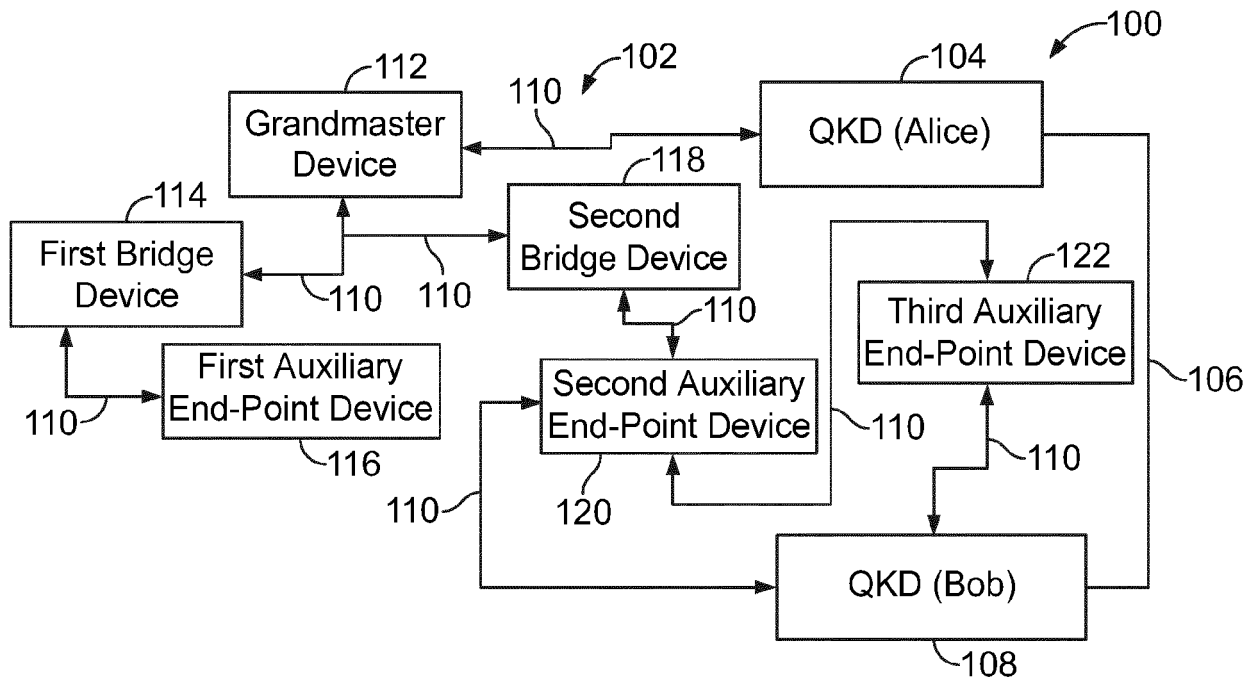 100
102
104
112
110
Grandmaster
Device
QKD (Alice)
118
114
Second
Bridge Device
First Bridge
Device
110
110
122
110
Third Auxiliary
End-Point Device
First Auxiliary
End-Point Device
Second Auxiliary
End-Point Device
106
110
110
116
110
110
120
QKD (Bob)
108